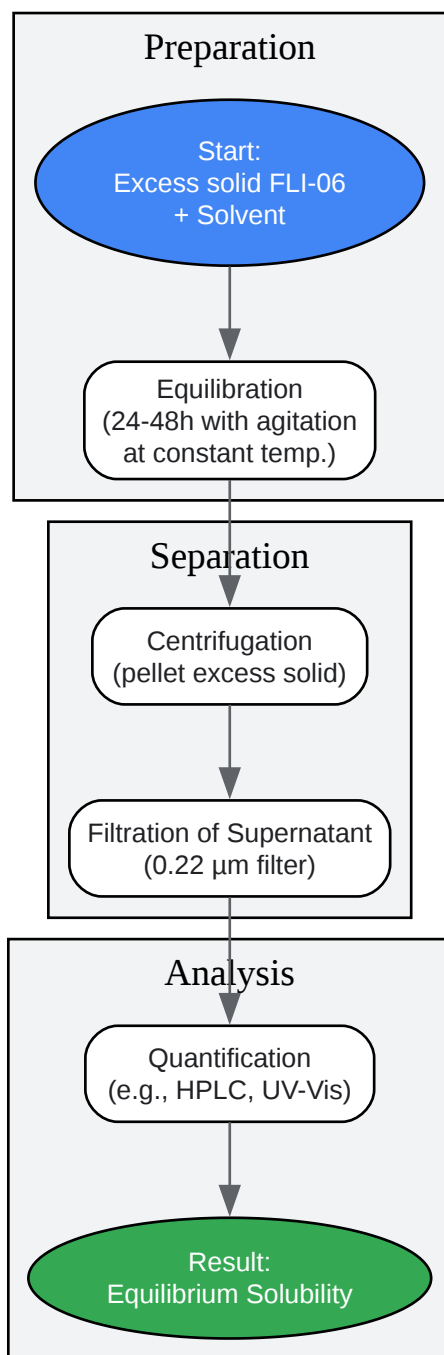 Preparation
Start:
Excess solid FLI-06
+ Solvent
Equilibration
(24-48h with agitation
at constant temp.)
Separation
Centrifugation
(pellet excess solid)
Filtration of Supernatant
(0.22 µm filter)
Analysis
Quantification
(e.g., HPLC, UV-Vis)
Result:
Equilibrium Solubility